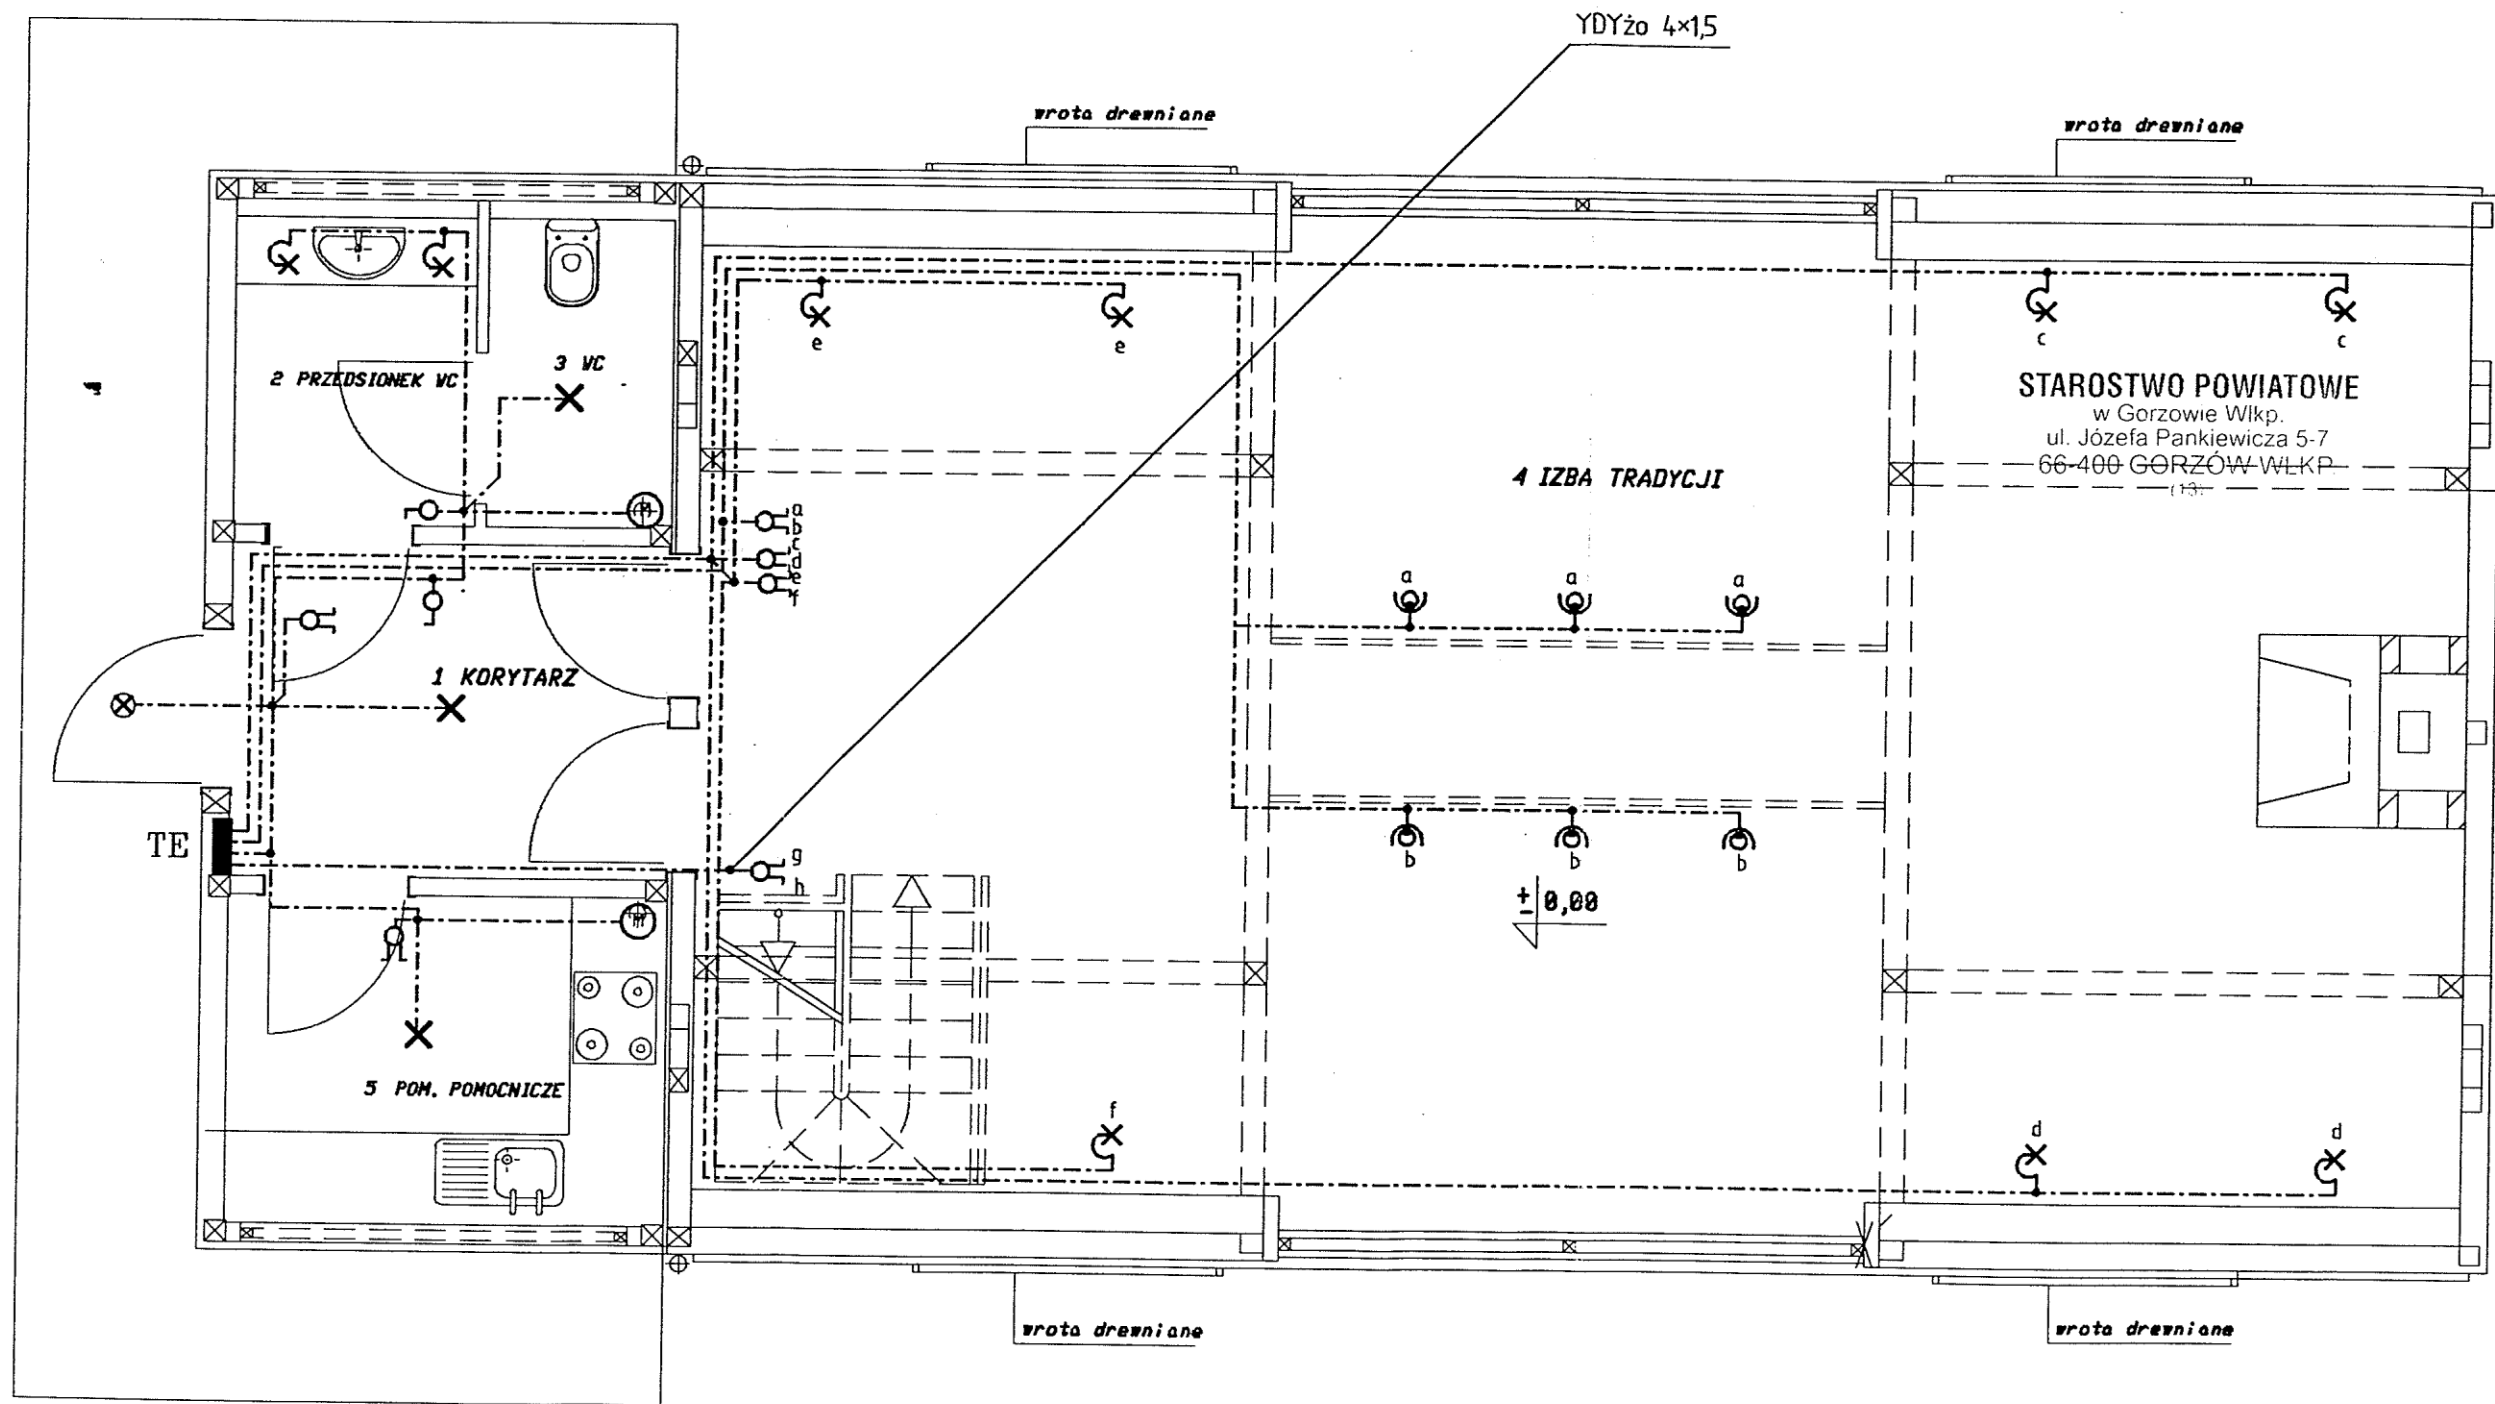 YDYżo 4×1,5
wrota drewniane
wrota drewniane
2 PRZEDSIONEK WC
3 WC
e
e
c
c
STAROSTWO POWIATOWE
w Gorzowie Wlkp.
ul. Józefa Pankiewicza 5-7
66-400 GORZÓW WLKP.
(13)
4 IZBA TRADYCJI
a
b
c
d
e
f
a
a
a
1 KORYTARZ
TE
g
h
b
b
b
± 0,00
5 POM. POMOCNICZE
f
d
d
wrota drewniane
wrota drewniane